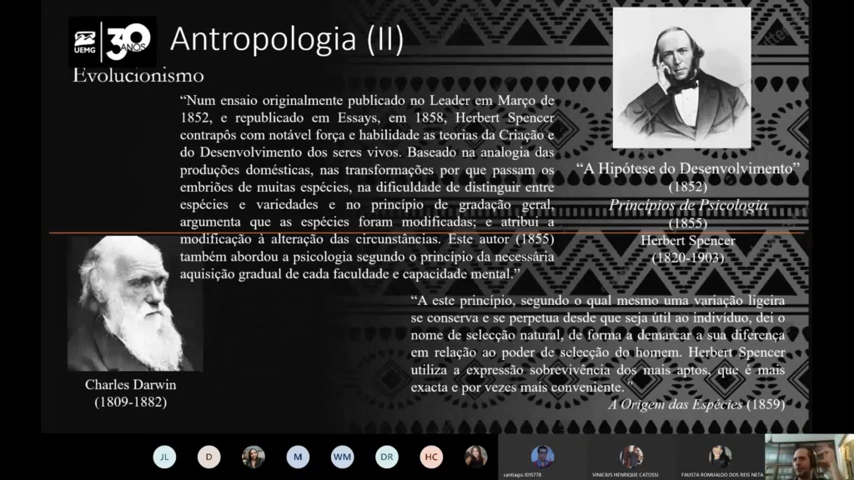 UEMG
30
ANOS
Antropologia (II)
Evolucionismo
“Num ensaio originalmente publicado no Leader em Março de
1852, e republicado em Essays, em 1858, Herbert Spencer
contrapôs com notável força e habilidade as teorias da Criação e
do Desenvolvimento dos seres vivos. Baseado na analogia das
produções domésticas, nas transformações por que passam os
embriões de muitas espécies, na dificuldade de distinguir entre
espécies e variedades e no princípio de gradação geral,
argumenta que as espécies foram modificadas; e atribui a
modificação à alteração das circunstâncias. Este autor (1855)
também abordou a psicologia segundo o princípio da necessária
aquisição gradual de cada faculdade e capacidade mental.”
“A Hipótese do Desenvolvimento”
(1852)
Princípios de Psicologia
(1855)
Herbert Spencer
(1820-1903)
Charles Darwin
(1809-1882)
“A este princípio, segundo o qual mesmo uma variação ligeira
se conserva e se perpetua desde que seja útil ao indivíduo, dei o
nome de selecção natural, de forma a demarcar a sua diferença
em relação ao poder de selecção do homem. Herbert Spencer
utiliza a expressão sobrevivência dos mais aptos, que é mais
exacta e por vezes mais conveniente.”
A Origem das Espécies (1859)
JL
D
M
WM
DR
HC
VINICIUS HENRIQUE CATOSSI
FAUSTA ROMUALDO DOS REIS NETA